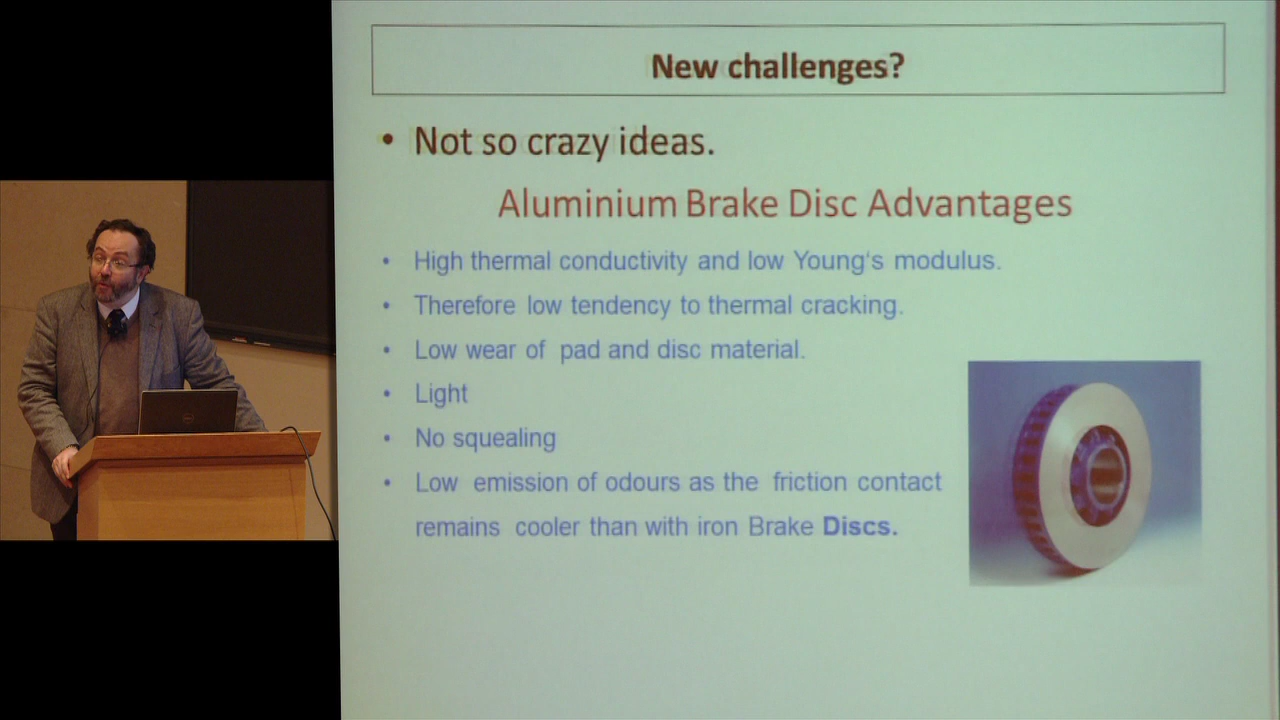 New challenges?
• Not so crazy ideas.
Aluminium Brake Disc Advantages
• High thermal conductivity and low Young's modulus.
• Therefore low tendency to thermal cracking.
• Low wear of pad and disc material.
• Light
• No squealing
• Low emission of odours as the friction contact
remains cooler than with iron Brake Discs.